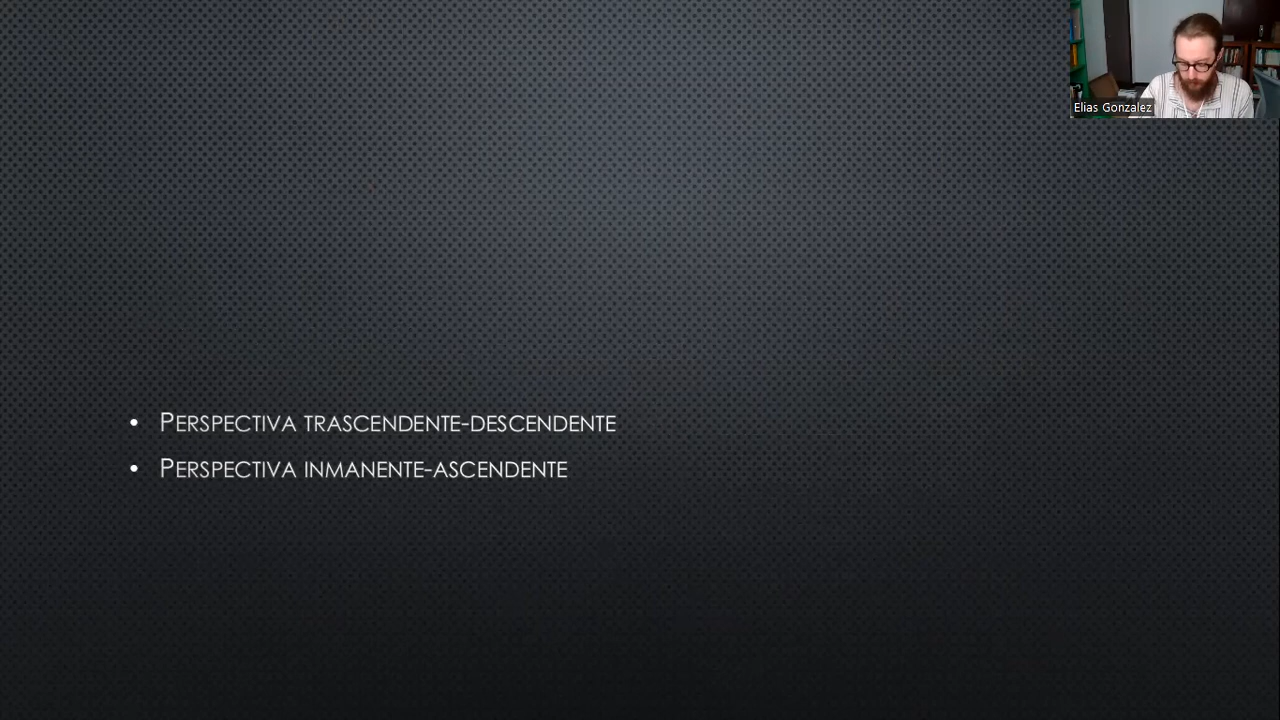 Elias Gonzalez
• Perspectiva trascendente-descendente
• Perspectiva inmanente-ascendente